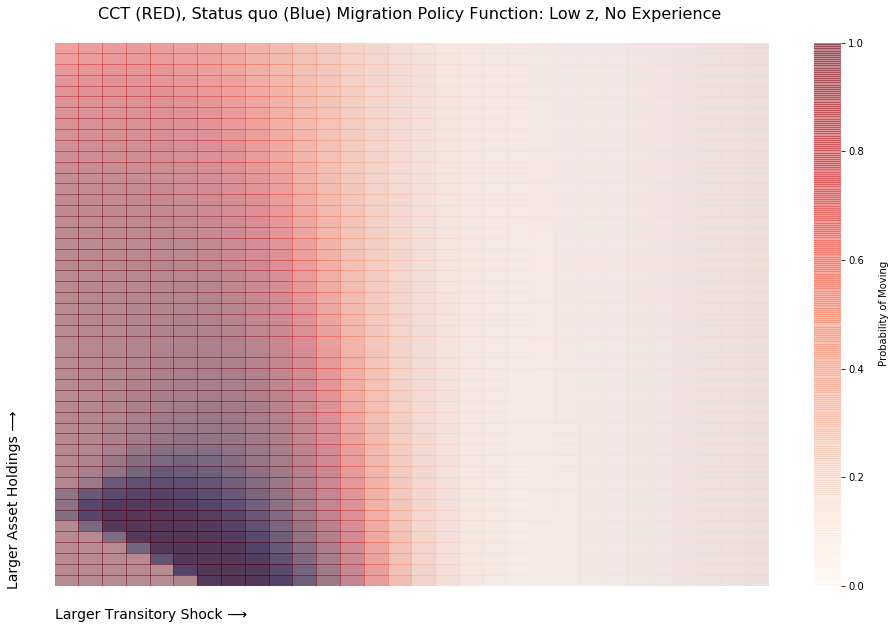 CCT (RED), Status quo (Blue) Migration Policy Function: Low z, No Experience
Larger Asset Holdings ⟶
Larger Transitory Shock ⟶
1.0
0.8
0.6
0.4
0.2
0.0
Probability of Moving